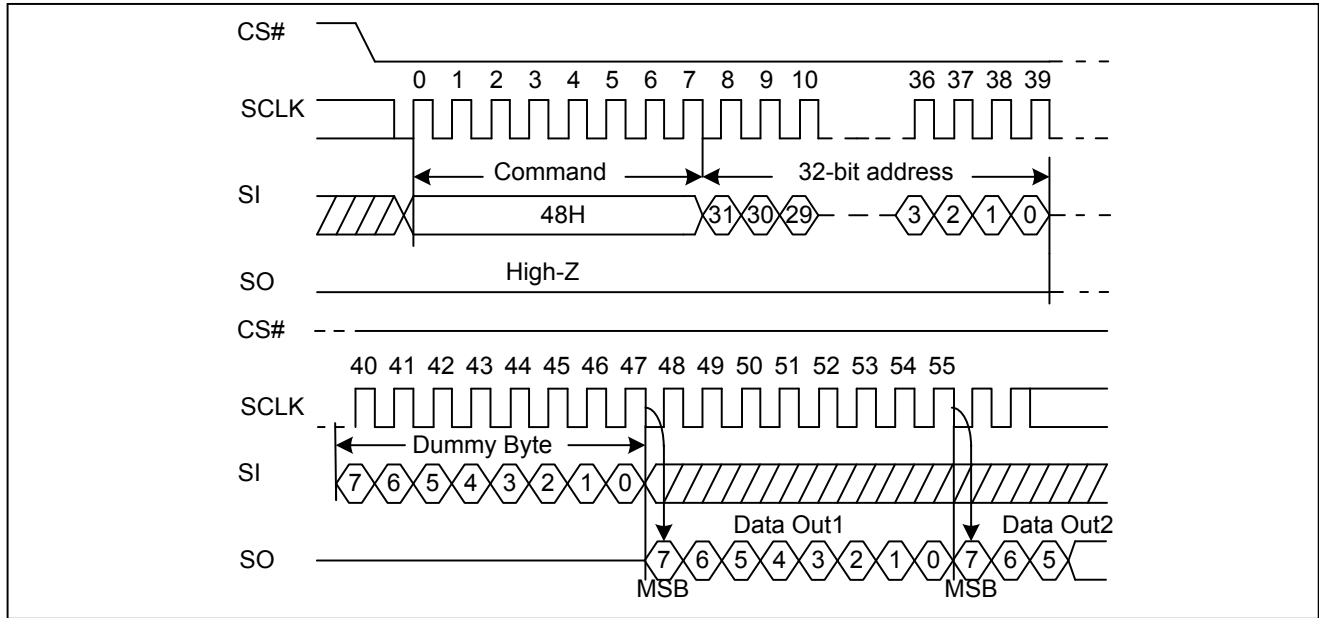 CS#
0 1 2 3 4 5 6 7 8 9 10 36 37 38 39
SCLK
Command 32-bit address
SI
48H 31 30 29 3 2 1 0
High-Z
SO
CS#
40 41 42 43 44 45 46 47 48 49 50 51 52 53 54 55
SCLK
Dummy Byte
SI
7 6 5 4 3 2 1 0
Data Out1 Data Out2
SO
7 6 5 4 3 2 1 0 7 6 5
MSB MSB